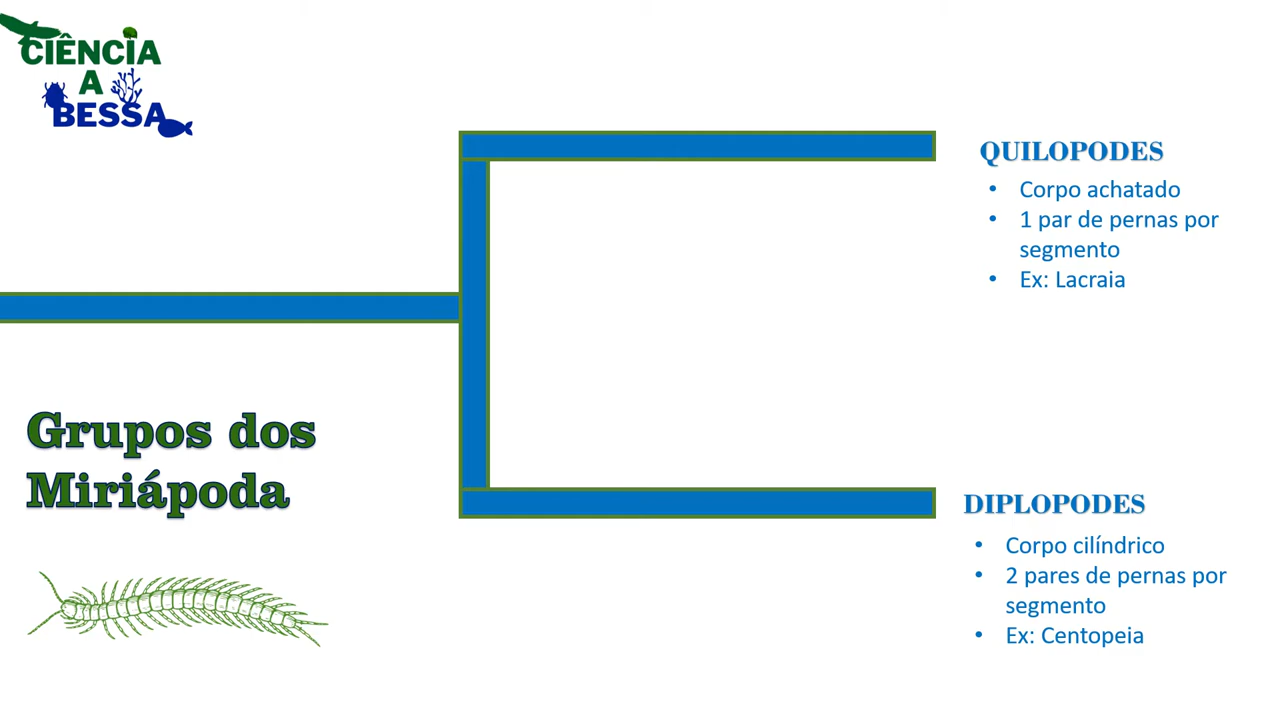 CIÊNCIA
A
BESSA
QUILOPODES
• Corpo achatado
• 1 par de pernas por
segmento
• Ex: Lacraia
Grupos dos
Miriápoda
DIPLOPODES
• Corpo cilíndrico
• 2 pares de pernas por
segmento
• Ex: Centopeia